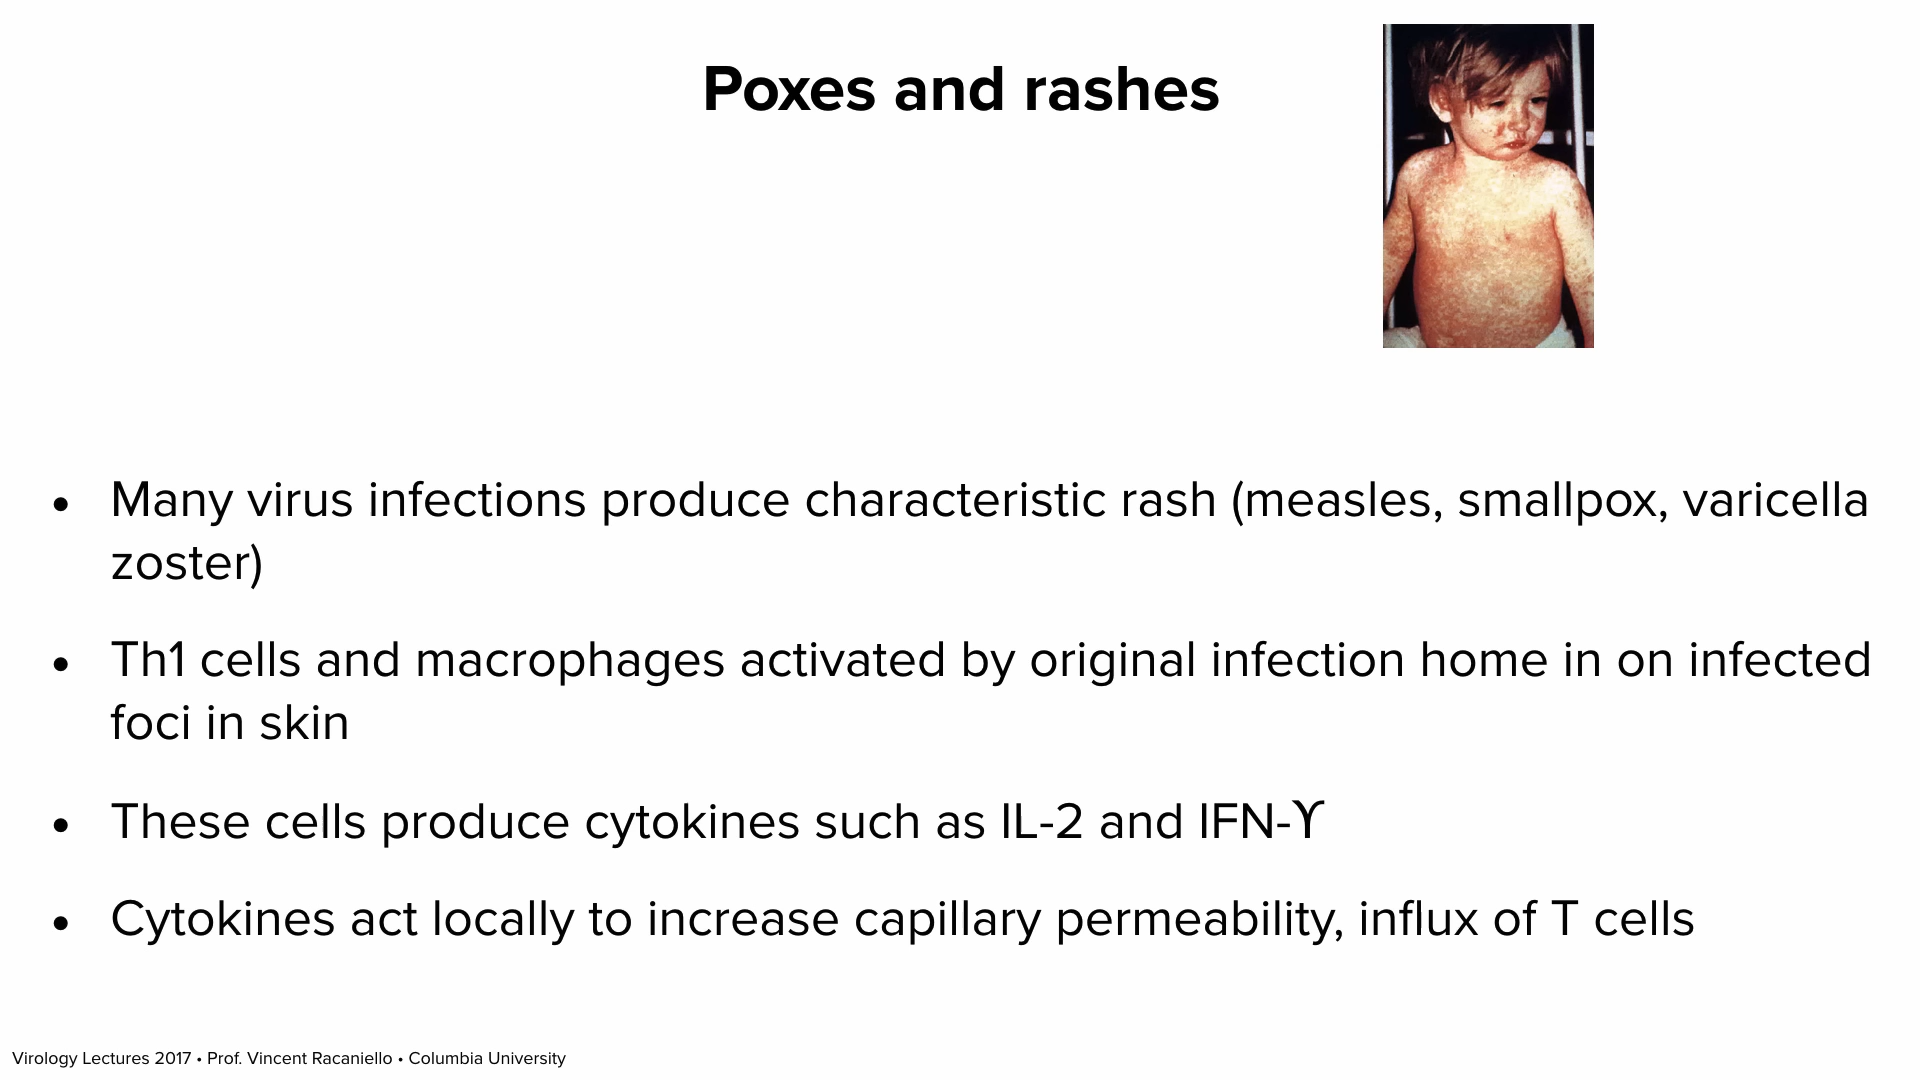 Poxes and rashes
• Many virus infections produce characteristic rash (measles, smallpox, varicella
zoster)
• Th1 cells and macrophages activated by original infection home in on infected
foci in skin
• These cells produce cytokines such as IL-2 and IFN-ϒ
• Cytokines act locally to increase capillary permeability, influx of T cells
Virology Lectures 2017 • Prof. Vincent Racaniello • Columbia University